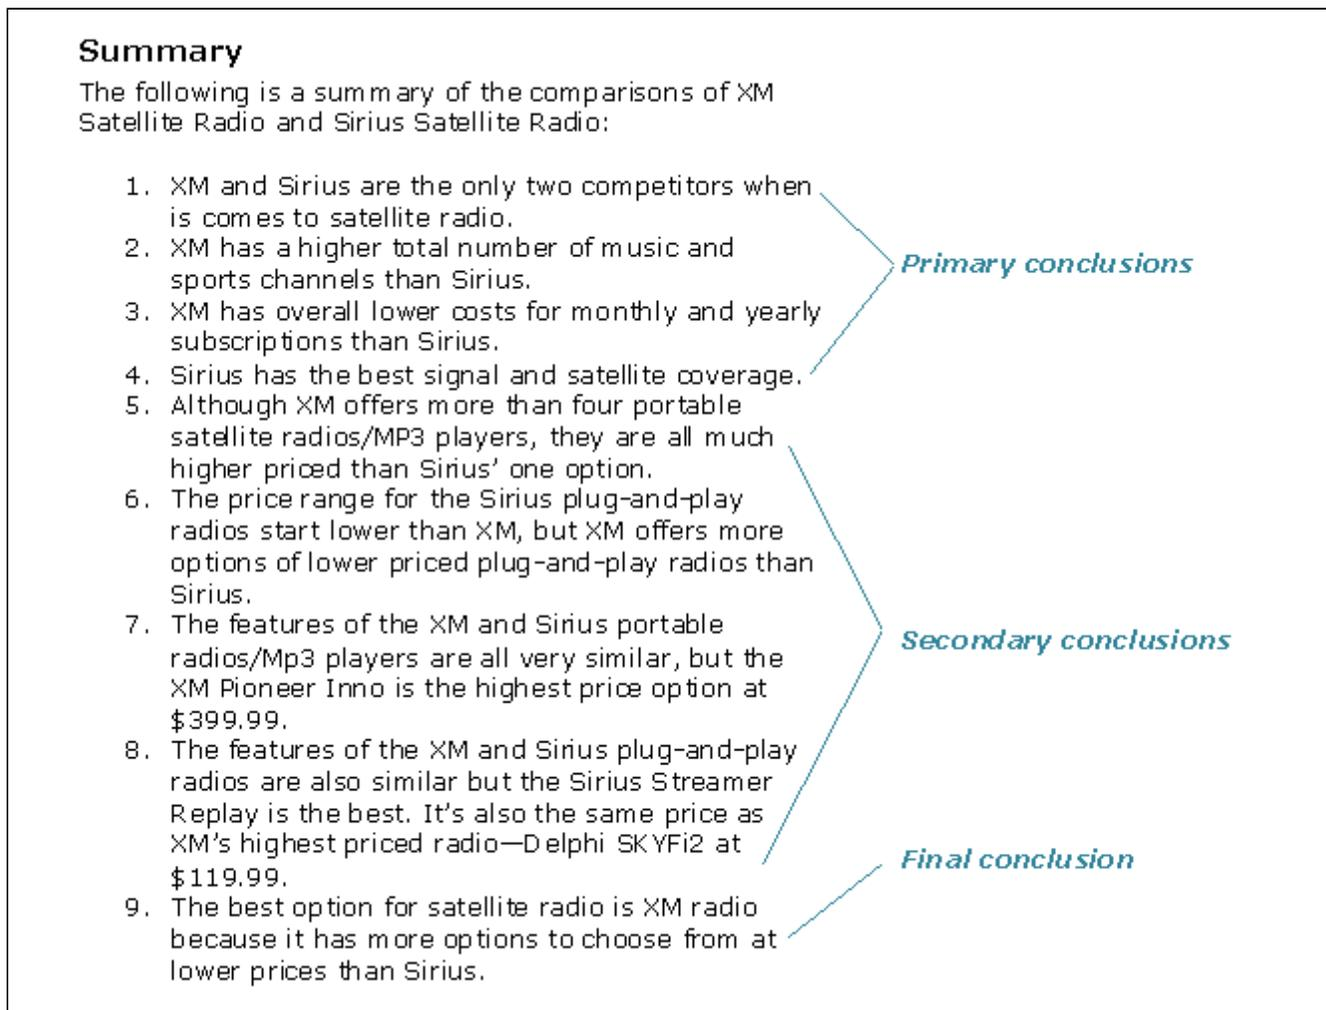 Summary
The following is a summary of the comparisons of XM
Satellite Radio and Sirius Satellite Radio:
1. XM and Sirius are the only two competitors when
is comes to satellite radio.
2. XM has a higher total number of music and
sports channels than Sirius.
3. XM has overall lower costs for monthly and yearly
subscriptions than Sirius.
4. Sirius has the best signal and satellite coverage.
Primary conclusions
5. Although XM offers more than four portable
satellite radios/MP3 players, they are all much
higher priced than Sirius’ one option.
6. The price range for the Sirius plug-and-play
radios start lower than XM, but XM offers more
options of lower priced plug-and-play radios than
Sirius.
7. The features of the XM and Sirius portable
radios/Mp3 players are all very similar, but the
XM Pioneer Inno is the highest price option at
$399.99.
8. The features of the XM and Sirius plug-and-play
radios are also similar but the Sirius Streamer
Replay is the best. It’s also the same price as
XM’s highest priced radio—Delphi SKYFi2 at
$119.99.
Secondary conclusions
9. The best option for satellite radio is XM radio
because it has more options to choose from at
lower prices than Sirius.
Final conclusion